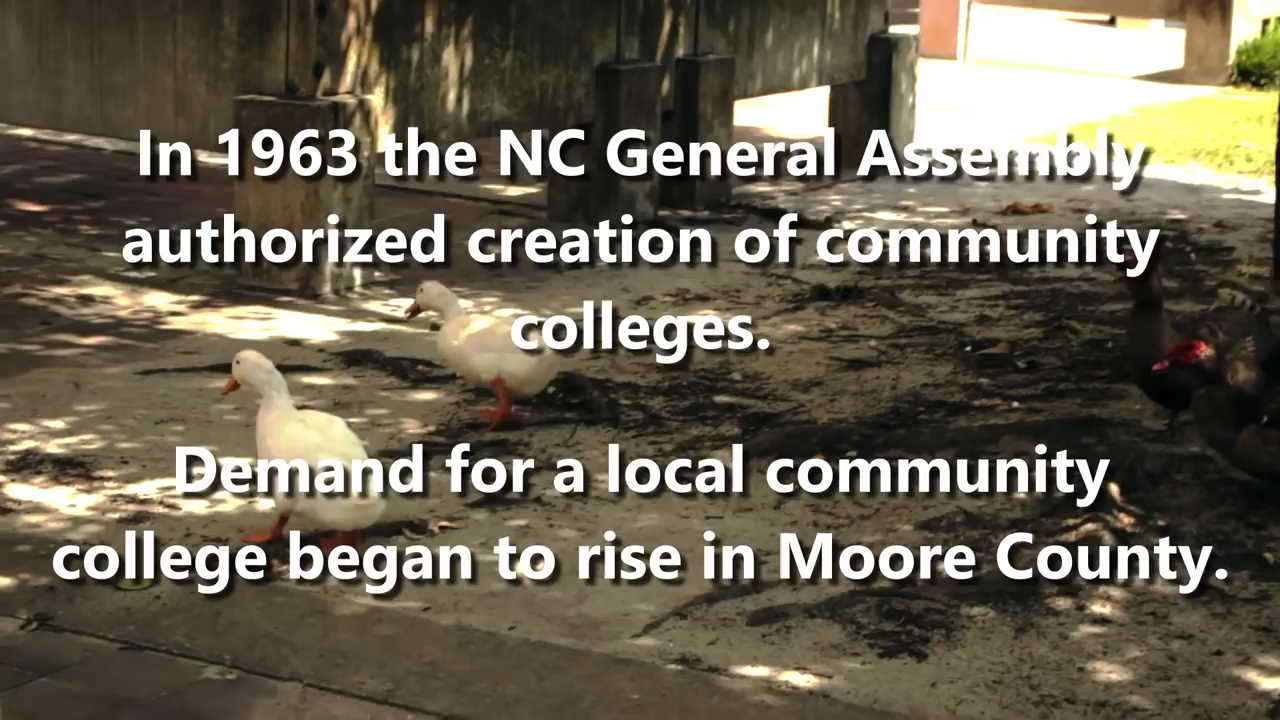 In 1963 the NC General Assembly
authorized creation of community
colleges.
Demand for a local community
college began to rise in Moore County.